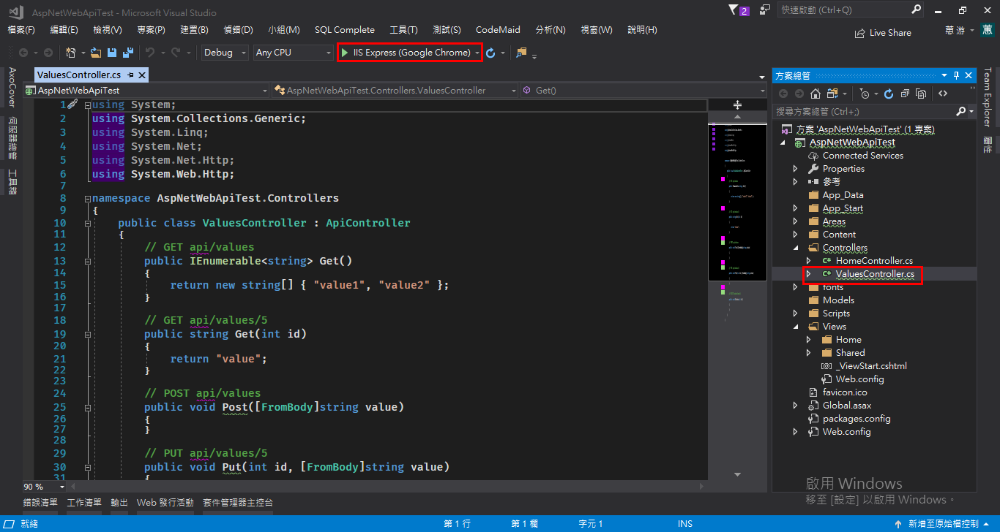 AspNetWebApiTest - Microsoft Visual Studio
2
快速啟動 (Ctrl+Q)
檔案(F) 編輯(E) 檢視(V) 專案(P) 建置(B) 偵錯(D) 小組(M) SQL Complete 工具(T) 測試(S) CodeMaid 分析(N) 視窗(W) 說明(H)
Live Share
蕙 游
蕙
Debug Any CPU IIS Express (Google Chrome)
AxoCover
伺服器總管
工具箱
ValuesController.cs
AspNetWebApiTest AspNetWebApiTest.Controllers.ValuesController Get()
1 using System;
2 using System.Collections.Generic;
3 using System.Linq;
4 using System.Net;
5 using System.Net.Http;
6 using System.Web.Http;
7
8 namespace AspNetWebApiTest.Controllers
9 {
10 public class ValuesController : ApiController
11 {
12 // GET api/values
13 public IEnumerable<string> Get()
14 {
15 return new string[] { "value1", "value2" };
16 }
17
18 // GET api/values/5
19 public string Get(int id)
20 {
21 return "value";
22 }
23
24 // POST api/values
25 public void Post([FromBody]string value)
26 {
27 }
28
29 // PUT api/values/5
30 public void Put(int id, [FromBody]string value)
31 {
90 %
方案總管
搜尋方案總管 (Ctrl+;)
方案 'AspNetWebApiTest' (1 專案)
AspNetWebApiTest
Connected Services
Properties
參考
App_Data
App_Start
Areas
Content
Controllers
C# HomeController.cs
C# ValuesController.cs
fonts
Models
Scripts
Views
Home
Shared
_ViewStart.cshtml
Web.config
favicon.ico
Global.asax
packages.config
Web.config
Team Explorer
屬性
啟用 Windows
移至 [設定] 以啟用 Windows。
錯誤清單 工作清單 輸出 Web 發行活動 套件管理器主控台
就緒 第 1 行 第 1 欄 字元 1 INS 新增至原始檔控制